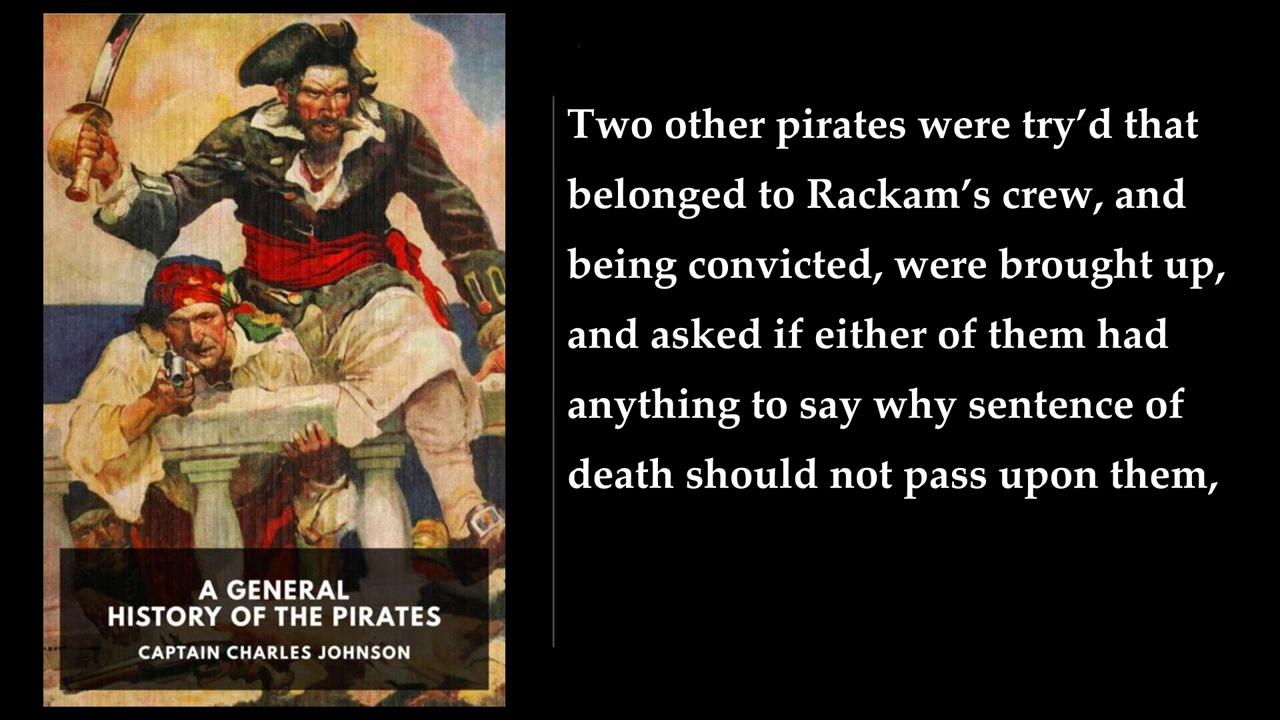 A GENERAL
HISTORY OF THE PIRATES
CAPTAIN CHARLES JOHNSON
Two other pirates were try’d that
belonged to Rackam’s crew, and
being convicted, were brought up,
and asked if either of them had
anything to say why sentence of
death should not pass upon them,